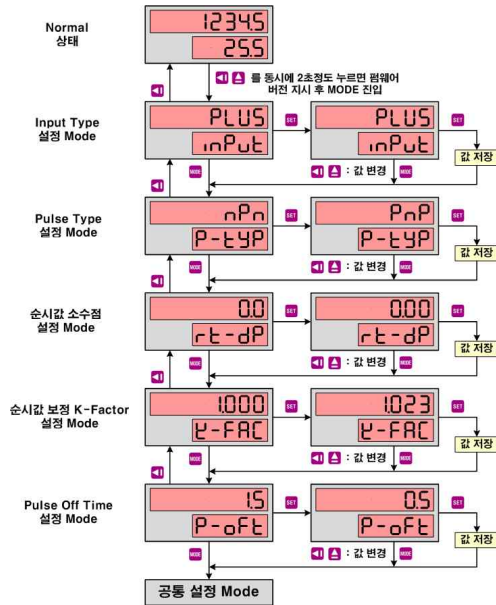 Normal
상태
1234.5
25.5
를 동시에 2초정도 누르면 펌웨어
버전 지시 후 MODE 진입
Input Type
설정 Mode
PLUS
inPut
SET
PLUS
inPut
SET
값 저장
MODE
: 값 변경
MODE
Pulse Type
설정 Mode
nPn
P-tYP
SET
PnP
P-tYP
SET
값 저장
MODE
: 값 변경
MODE
순시값 소수점
설정 Mode
0.0
rt-dP
SET
0.00
rt-dP
SET
값 저장
MODE
: 값 변경
MODE
순시값 보정 K-Factor
설정 Mode
1.000
K-FAC
SET
1.023
K-FAC
SET
값 저장
MODE
: 값 변경
MODE
Pulse Off Time
설정 Mode
1.5
P-oFt
SET
0.5
P-oFt
SET
값 저장
MODE
: 값 변경
MODE
공통 설정 Mode